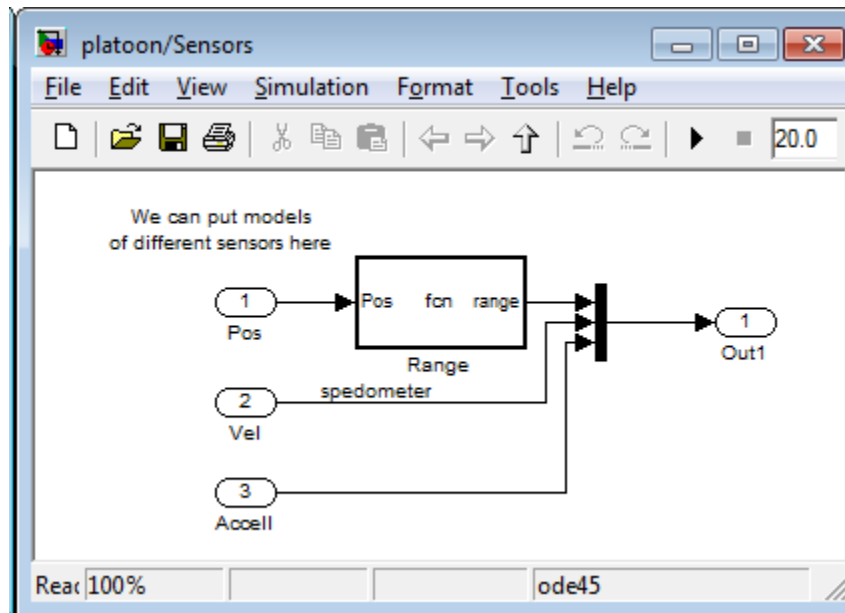 platoon/Sensors
File Edit View Simulation Format Tools Help
20.0
We can put models
of different sensors here
1
Pos fcn range
1
Pos
Range
Out1
spedometer
2
Vel
3
Accell
100%
ode45